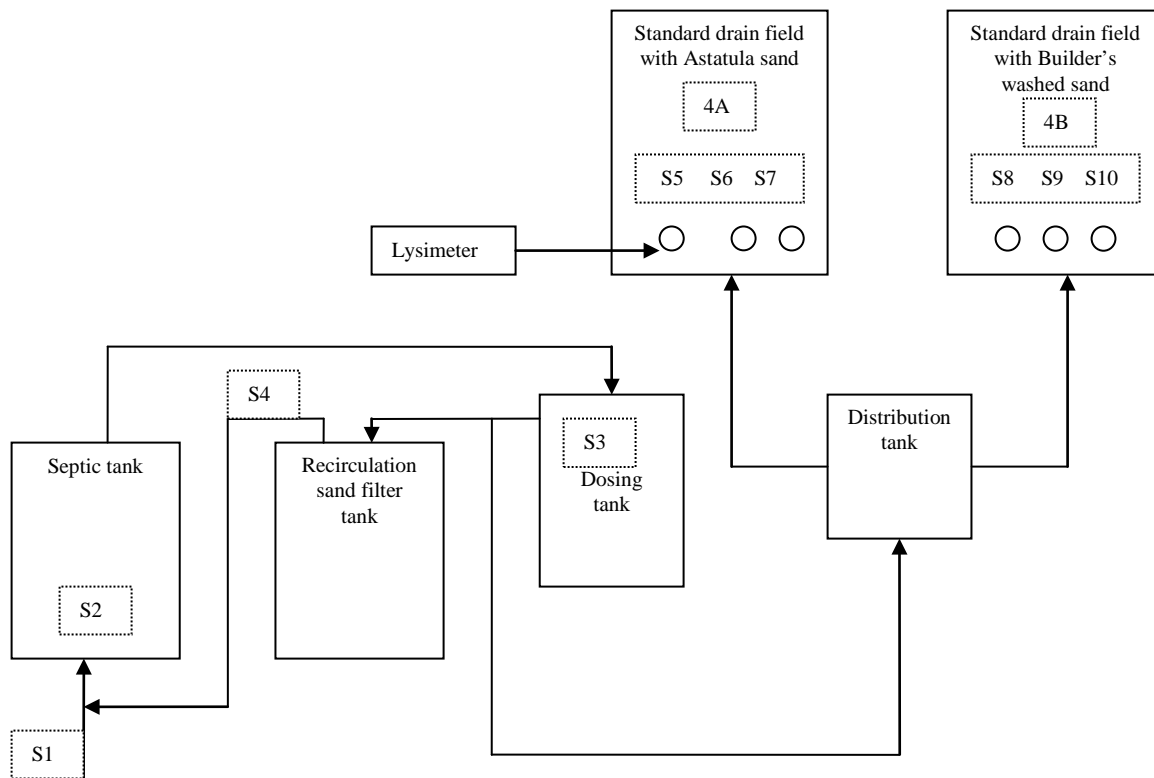 Standard drain field
with Astatula sand
4A
S5 S6 S7
Standard drain field
with Builder's
washed sand
4B
S8 S9 S10
Lysimeter
S4
Septic tank
S2
S1
Recirculation
sand filter
tank
S3
Dosing
tank
Distribution
tank